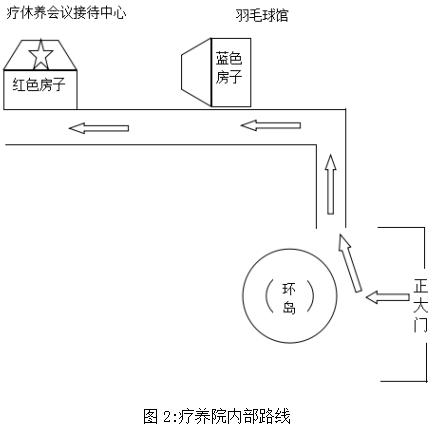 疗休养会议接待中心
羽毛球馆
蓝色
房子
红色房子
环
岛
正
大
门
图 2:疗养院内部路线